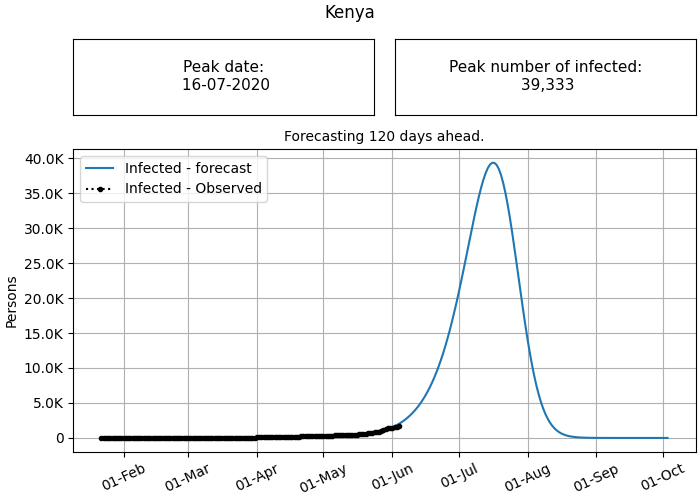 Kenya
Peak date:
16-07-2020
Peak number of infected:
39,333
Forecasting 120 days ahead.
40.0K
35.0K
30.0K
25.0K
20.0K
15.0K
10.0K
5.0K
0
Persons
Infected - forecast
Infected - Observed
01-Feb
01-Mar
01-Apr
01-May
01-Jun
01-Jul
01-Aug
01-Sep
01-Oct